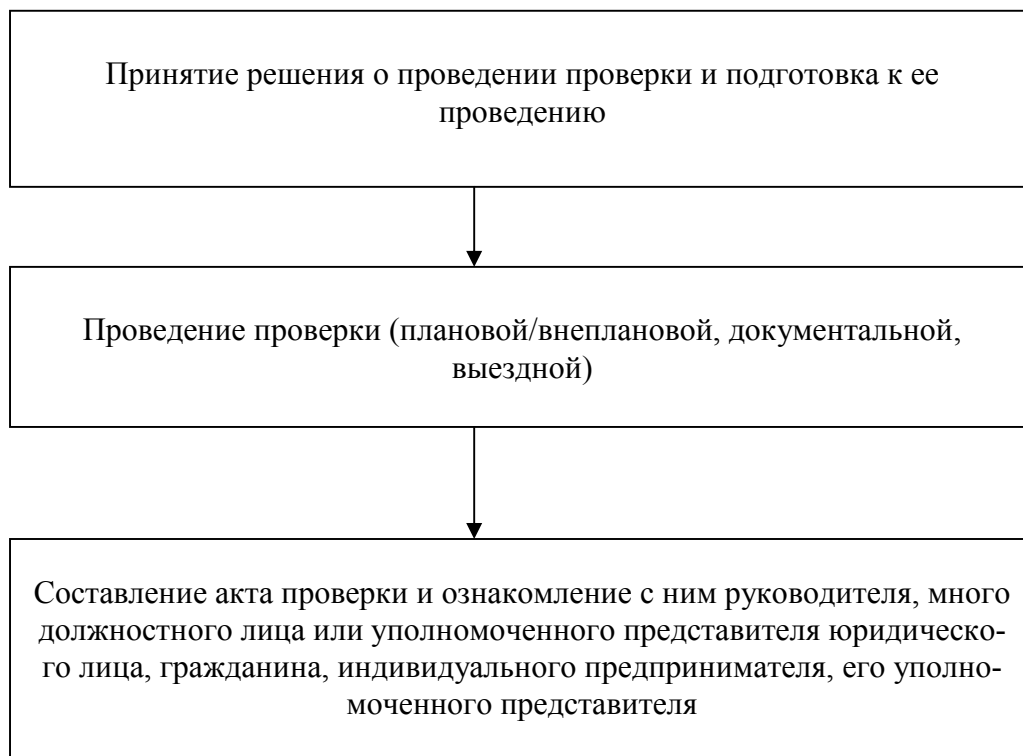 Принятие решения о проведении проверки и подготовка к ее
проведению
Проведение проверки (плановой/внеплановой, документальной,
выездной)
Составление акта проверки и ознакомление с ним руководителя, много
должностного лица или уполномоченного представителя юридическо-
го лица, гражданина, индивидуального предпринимателя, его уполно-
моченного представителя